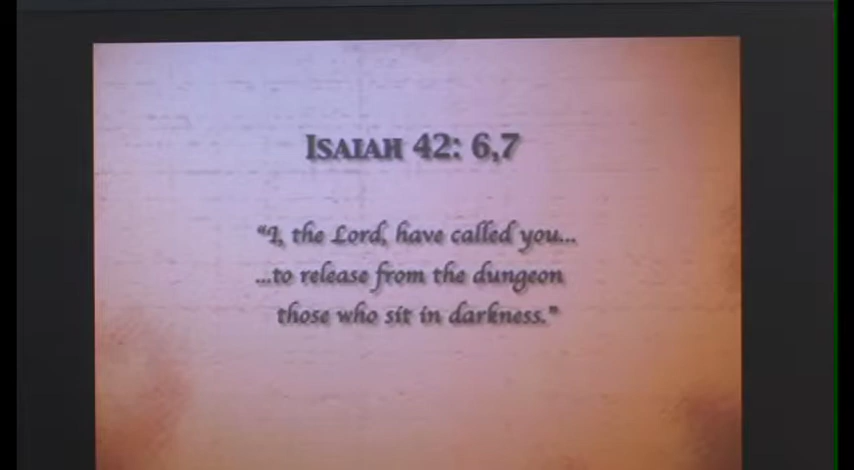 ISAIAH 42: 6,7
"I, the Lord, have called you...
...to release from the dungeon
those who sit in darkness."